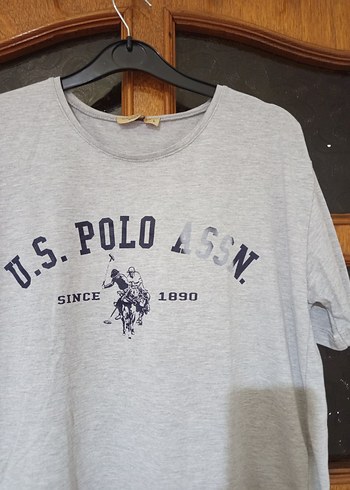 U.S. POLO ASSN.
SINCE 1890